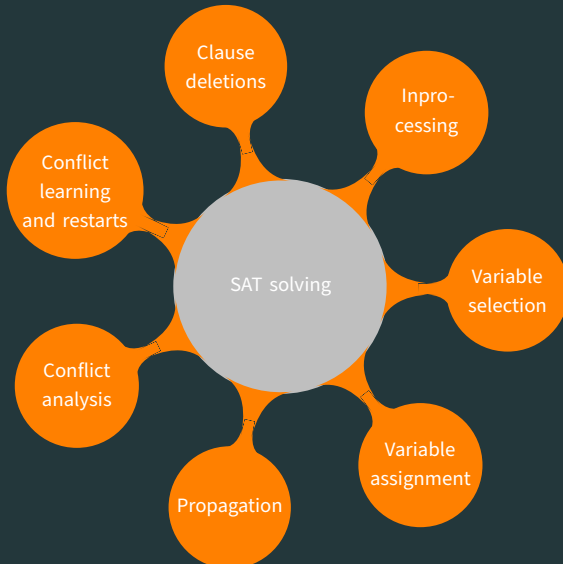 Clause
deletions
Inpro-
cessing
Conflict
learning
and restarts
SAT solving
Variable
selection
Conflict
analysis
Variable
assignment
Propagation